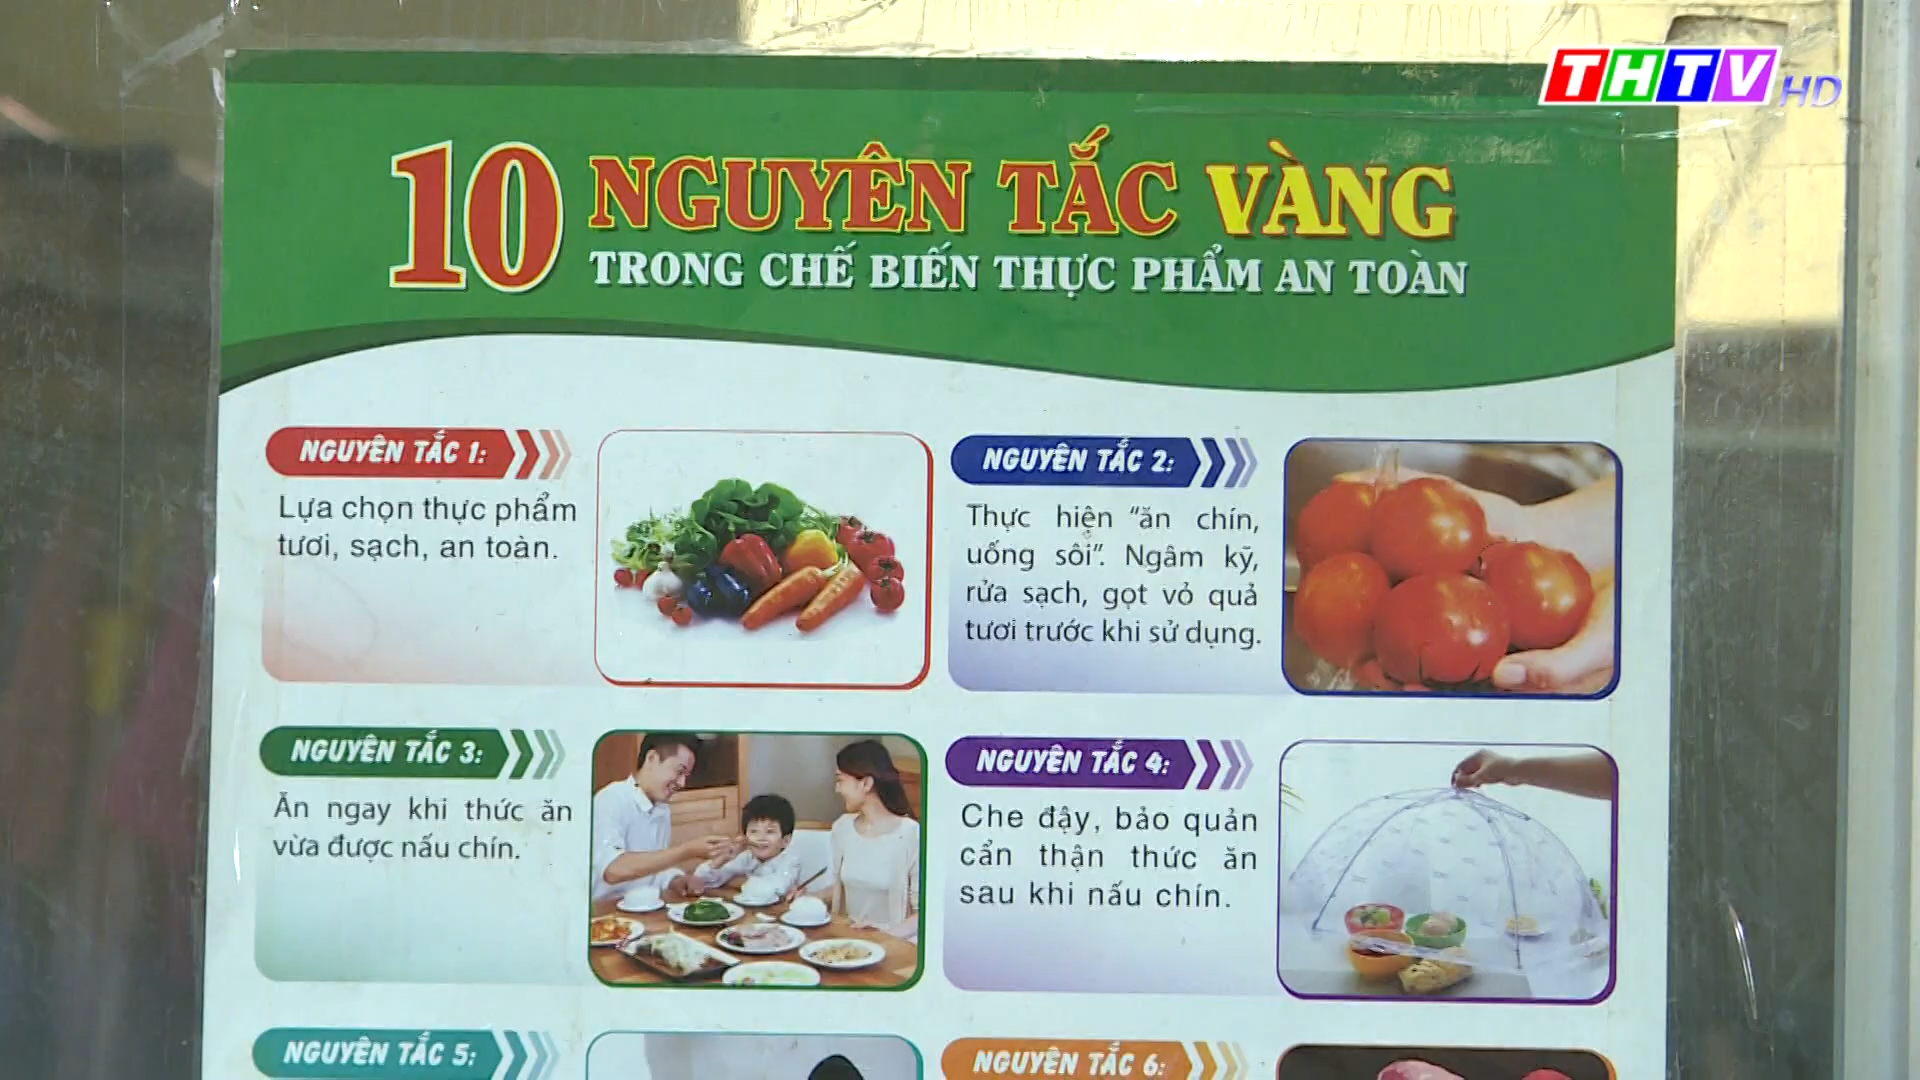 THTV HD
10 NGUYÊN TẮC VÀNG
TRONG CHẾ BIẾN THỰC PHẨM AN TOÀN
NGUYÊN TẮC 1:
Lựa chọn thực phẩm
tươi, sạch, an toàn.
NGUYÊN TẮC 2:
Thực hiện “ăn chín,
uống sôi”. Ngâm kỹ,
rửa sạch, gọt vỏ quả
tươi trước khi sử dụng.
NGUYÊN TẮC 3:
Ăn ngay khi thức ăn
vừa được nấu chín.
NGUYÊN TẮC 4:
Che đậy, bảo quản
cẩn thận thức ăn
sau khi nấu chín.
NGUYÊN TẮC 5:
NGUYÊN TẮC 6: